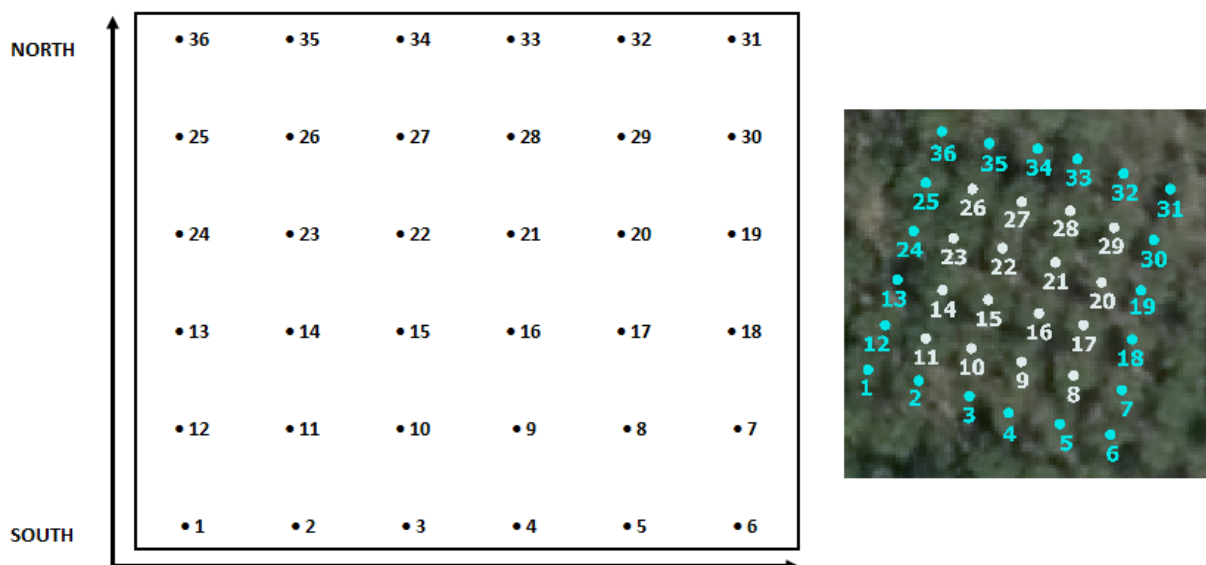 NORTH
• 36 • 35 • 34 • 33 • 32 • 31
• 25 • 26 • 27 • 28 • 29 • 30
• 24 • 23 • 22 • 21 • 20 • 19
• 13 • 14 • 15 • 16 • 17 • 18
• 12 • 11 • 10 • 9 • 8 • 7
SOUTH
• 1 • 2 • 3 • 4 • 5 • 6
36 35 34 33 32 31
25 26 27 28 29 30
24 23 22 21 20 19
13 14 15 16 17 18
12 11 10 9 8 7
1 2 3 4 5 6